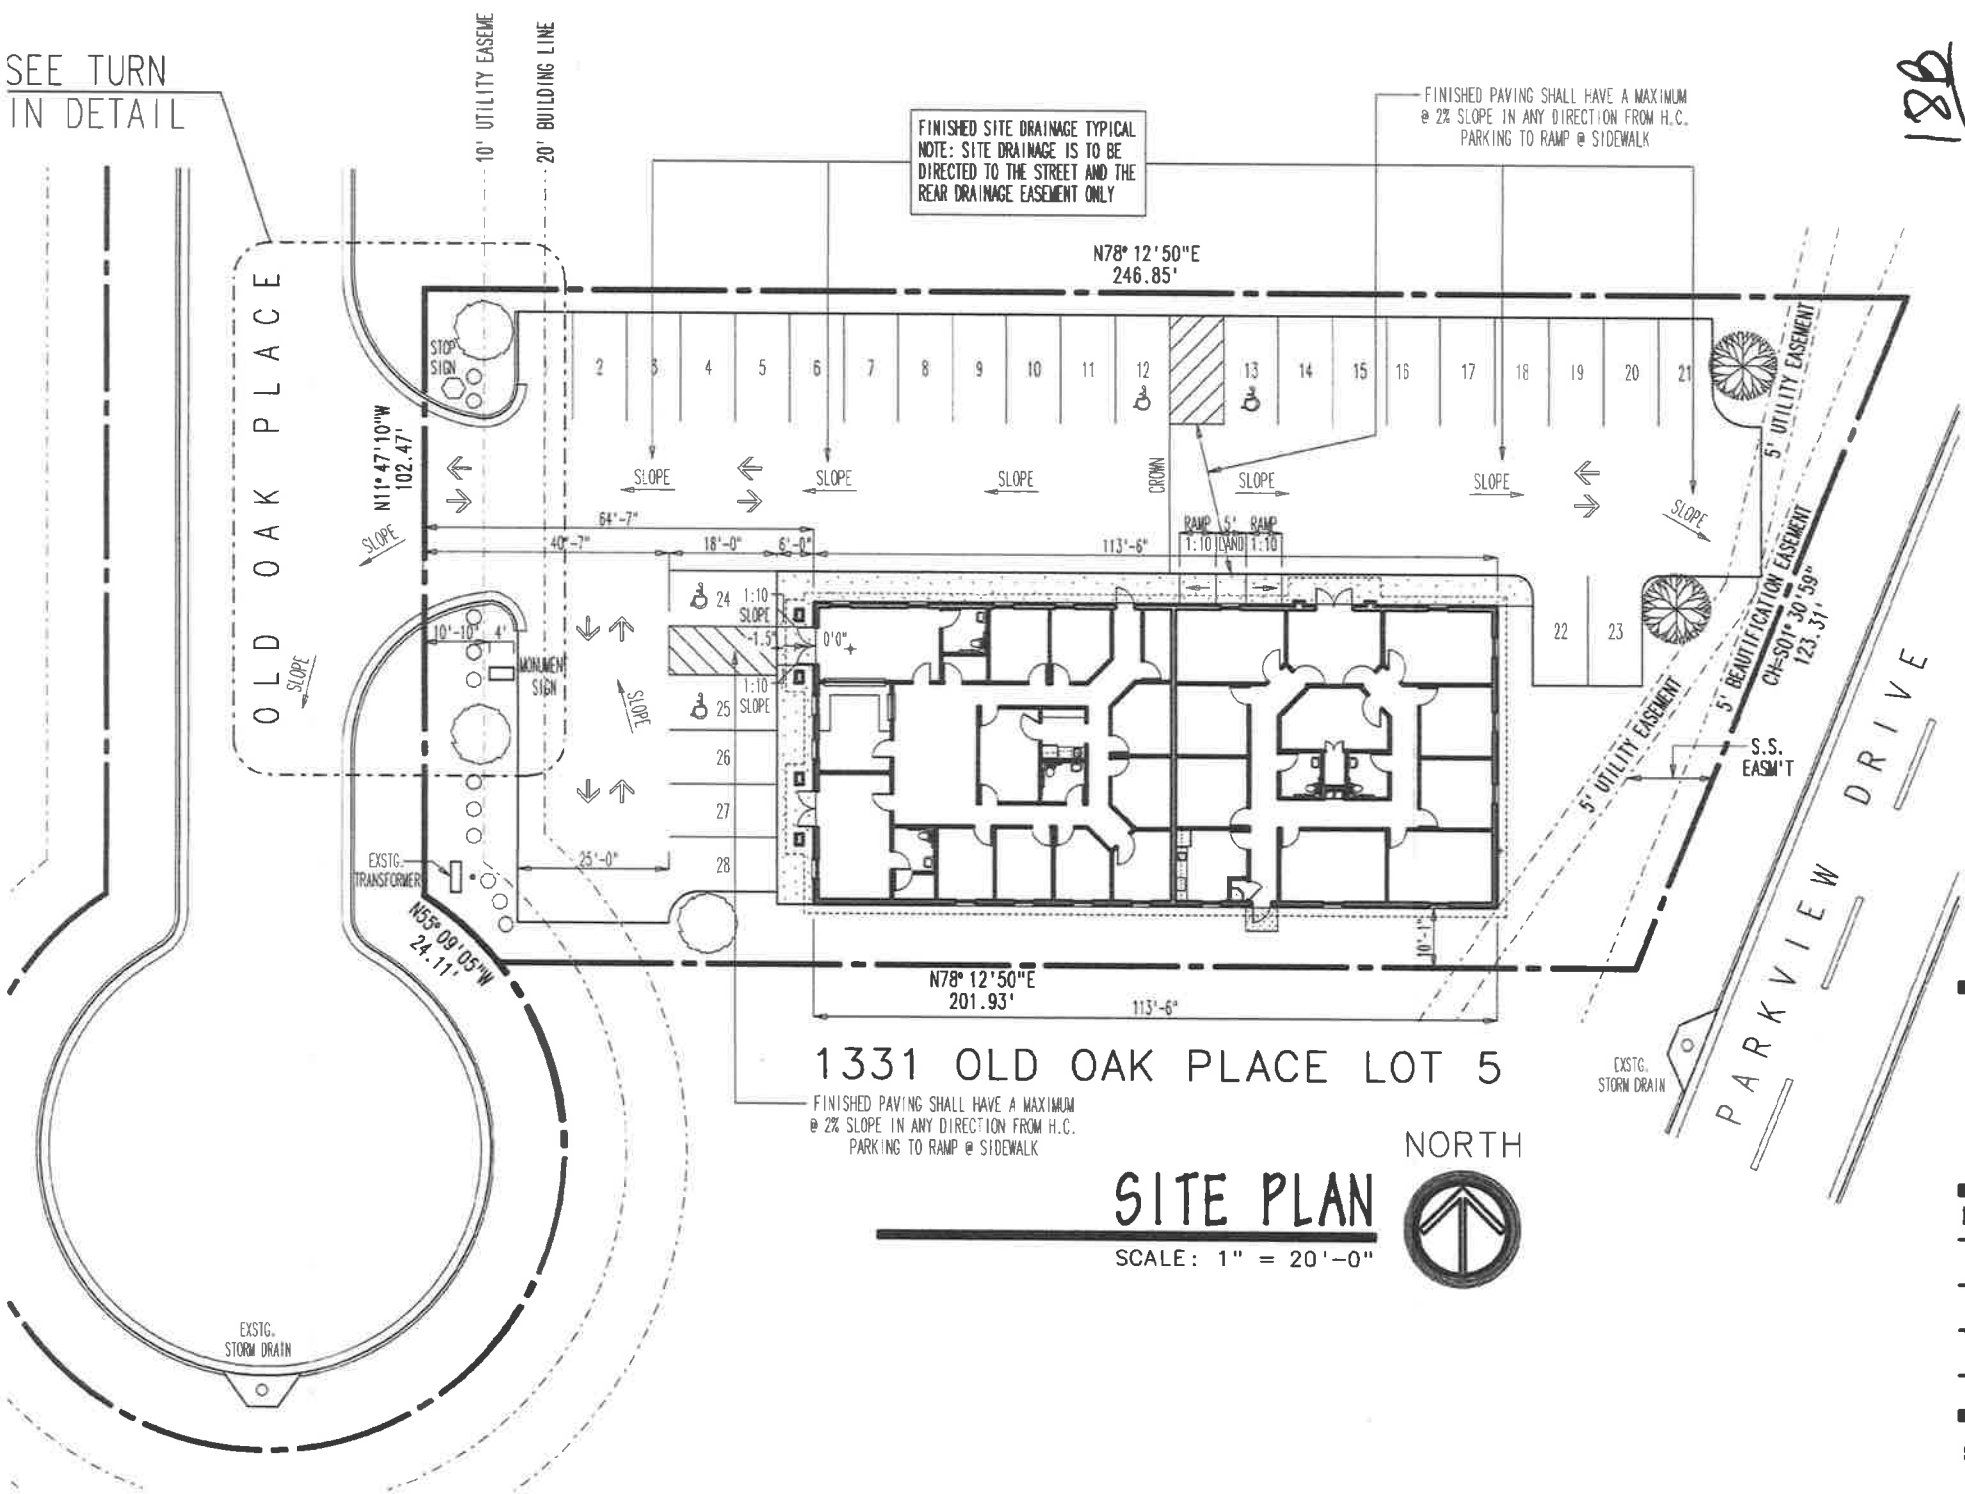 SEE TURN
IN DETAIL
10' UTILITY EASEME
20' BUILDING LINE
FINISHED SITE DRAINAGE TYPICAL
NOTE: SITE DRAINAGE IS TO BE
DIRECTED TO THE STREET AND THE
REAR DRAINAGE EASEMENT ONLY
FINISHED PAVING SHALL HAVE A MAXIMUM
@ 2% SLOPE IN ANY DIRECTION FROM H.C.
PARKING TO RAMP @ SIDEWALK
18B
N78° 12'50"E
246.85'
OLD OAK PLACE
STOP
SIGN
N11° 47'10"W
102.47'
2 3 4 5 6 7 8 9 10 11 12 13 14 15 16 17 18 19 20 21
5' UTILITY EASEMENT
SLOPE
SLOPE
SLOPE
CROWN
SLOPE
SLOPE
SLOPE
SLOPE
64'-7"
40'-7"
18'-0"
6'-0"
113'-6"
RAMP 5' RAMP
1:10 LAND 1:10
24
1:10
SLOPE
-1.5"
0'0"
1:10
SLOPE
25
26
27
28
22 23
10'-10"
4'
MONUMEN
SIGN
SLOPE
SLOPE
5' BEAUTIFICATION EASEMENT
CH=S01° 30'59"
123.31'
5' UTILITY EASEMENT
S.S.
EASM'T
PARKVIEW DRIVE
EXSTG.
TRANSFORMER
25'-0"
N55° 09'05"W
24.11'
10'-1"
N78° 12'50"E
201.93'
113'-6"
1331 OLD OAK PLACE LOT 5
FINISHED PAVING SHALL HAVE A MAXIMUM
@ 2% SLOPE IN ANY DIRECTION FROM H.C.
PARKING TO RAMP @ SIDEWALK
EXSTG.
STORM DRAIN
NORTH
SITE PLAN
SCALE: 1" = 20'-0"
EXSTG.
STORM DRAIN